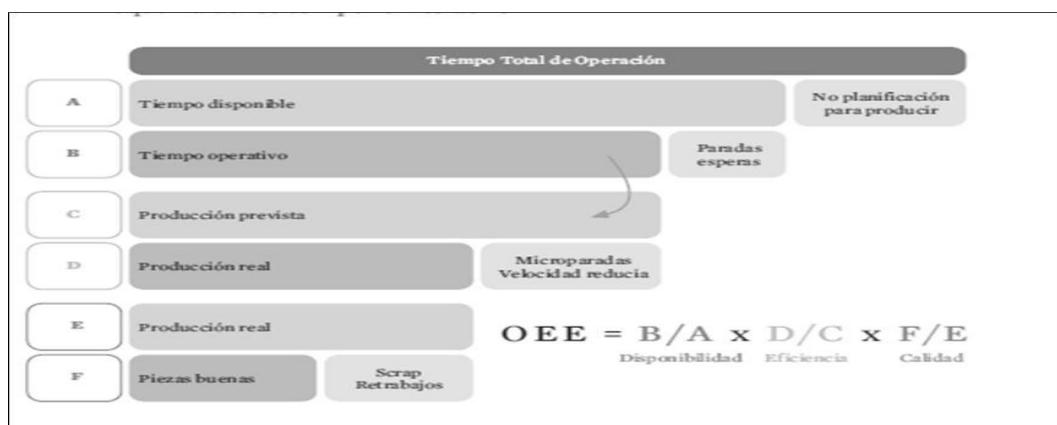 Tiempo Total de Operación
A
Tiempo disponible
No planificación
para producir
B
Tiempo operativo
Paradas
esperas
C
Producción prevista
D
Producción real
Microparadas
Velocidad reducia
E
Producción real
OEE = B/A x D/C x F/E
Disponibilidad Eficiencia Calidad
F
Piezas buenas
Scrap
Retrabajos